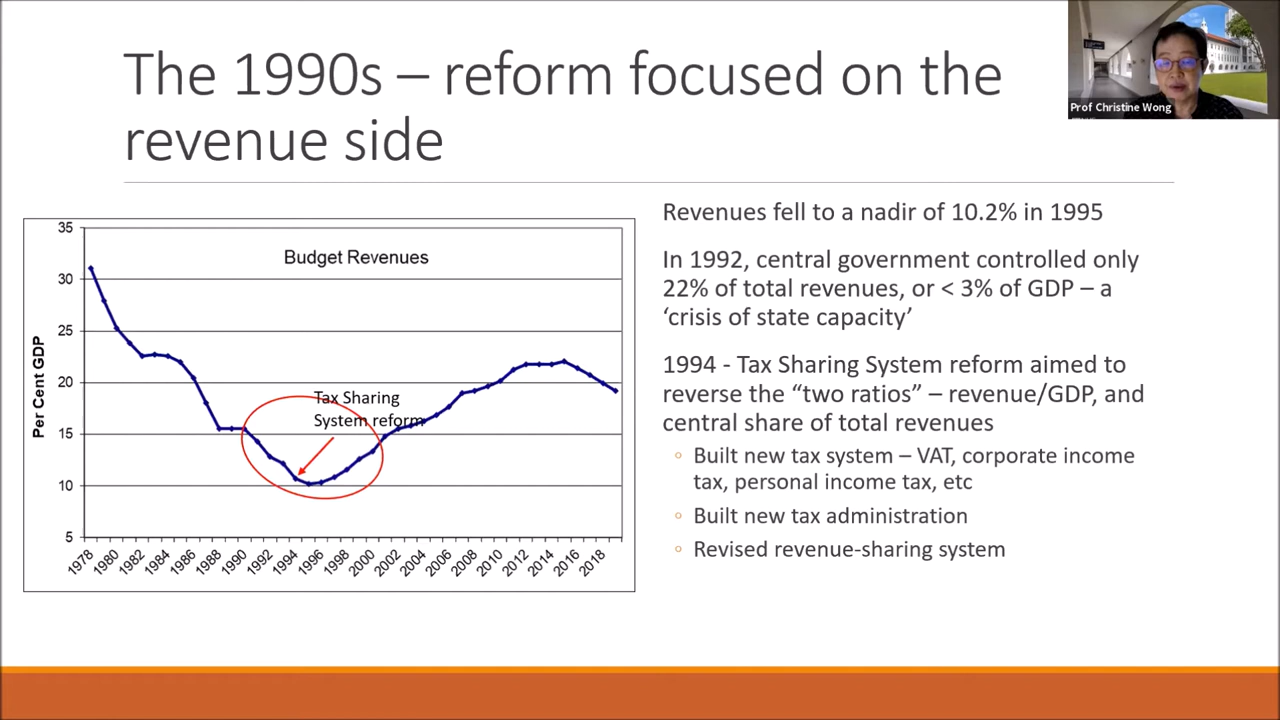 The 1990s – reform focused on the
revenue side
Prof Christine Wong
Budget Revenues
Per Cent GDP
35
30
25
20
15
10
5
Tax Sharing
System reform
1978
1980
1982
1984
1986
1988
1990
1992
1994
1996
1998
2000
2002
2004
2006
2008
2010
2012
2014
2016
2018
Revenues fell to a nadir of 10.2% in 1995
In 1992, central government controlled only
22% of total revenues, or < 3% of GDP – a
‘crisis of state capacity’
1994 - Tax Sharing System reform aimed to
reverse the “two ratios” – revenue/GDP, and
central share of total revenues
◦ Built new tax system – VAT, corporate income
tax, personal income tax, etc
◦ Built new tax administration
◦ Revised revenue-sharing system